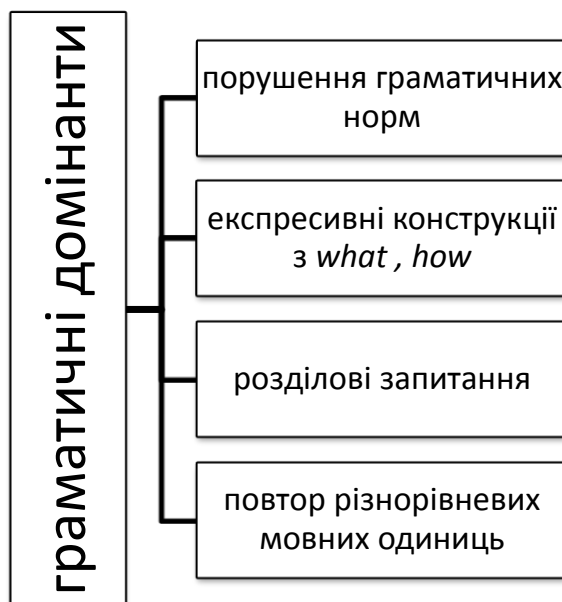 граматичні домінанти
порушення граматичних
норм
експресивні конструкції
з what , how
розділові запитання
повтор різнорівневих
мовних одиниць